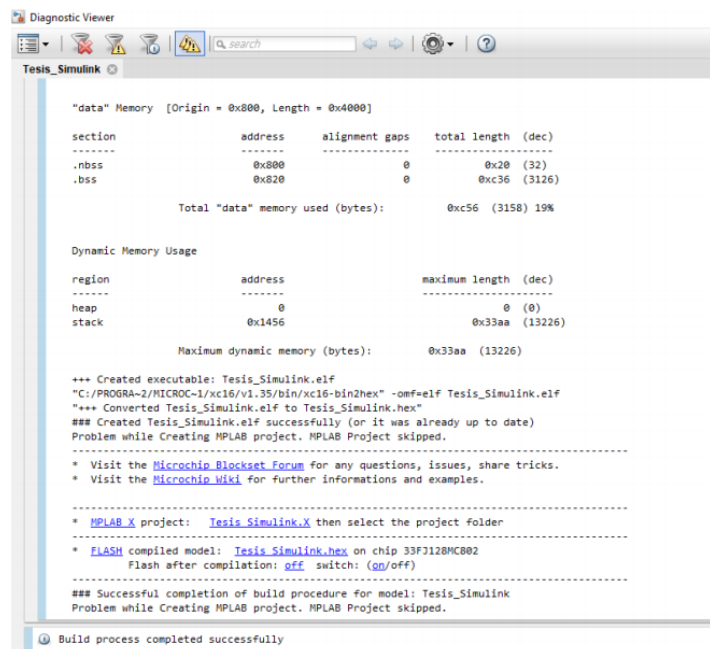 Diagnostic Viewer
search
Tesis_Simulink
"data" Memory [Origin = 0x800, Length = 0x4000]
section address alignment gaps total length (dec)
------- ------- -------------- -------------------
.nbss 0x800 0 0x20 (32)
.bss 0x820 0 0xc36 (3126)
Total "data" memory used (bytes): 0xc56 (3158) 19%
Dynamic Memory Usage
region address maximum length (dec)
------ ------- ---------------------
heap 0 0 (0)
stack 0x1456 0x33aa (13226)
Maximum dynamic memory (bytes): 0x33aa (13226)
+++ Created executable: Tesis_Simulink.elf
"C:/PROGRA~2/MICROC~1/xc16/v1.35/bin/xc16-bin2hex" -omf=elf Tesis_Simulink.elf
"+++ Converted Tesis_Simulink.elf to Tesis_Simulink.hex"
### Created Tesis_Simulink.elf successfully (or it was already up to date)
Problem while Creating MPLAB project. MPLAB Project skipped.
--------------------------------------------------------------------------------
* Visit the Microchip Blockset Forum for any questions, issues, share tricks.
* Visit the Microchip Wiki for further informations and examples.
--------------------------------------------------------------------------------
* MPLAB X project: Tesis_Simulink.X then select the project folder
--------------------------------------------------------------------------------
* FLASH compiled model: Tesis_Simulink.hex on chip 33FJ128MC802
Flash after compilation: off switch: (on/off)
--------------------------------------------------------------------------------
### Successful completion of build procedure for model: Tesis_Simulink
Problem while Creating MPLAB project. MPLAB Project skipped.
Build process completed successfully